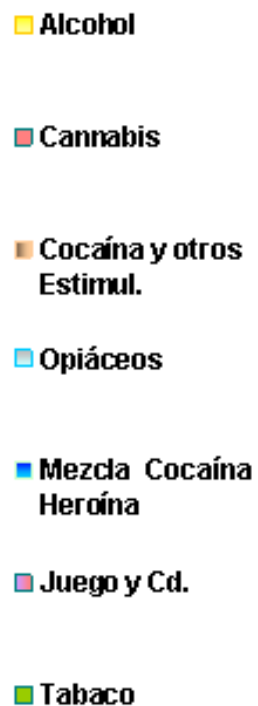 Alcohol
Cannabis
Cocaína y otros
Estimul.
Opiáceos
Mezcla Cocaína
Heroína
Juego y Cd.
Tabaco